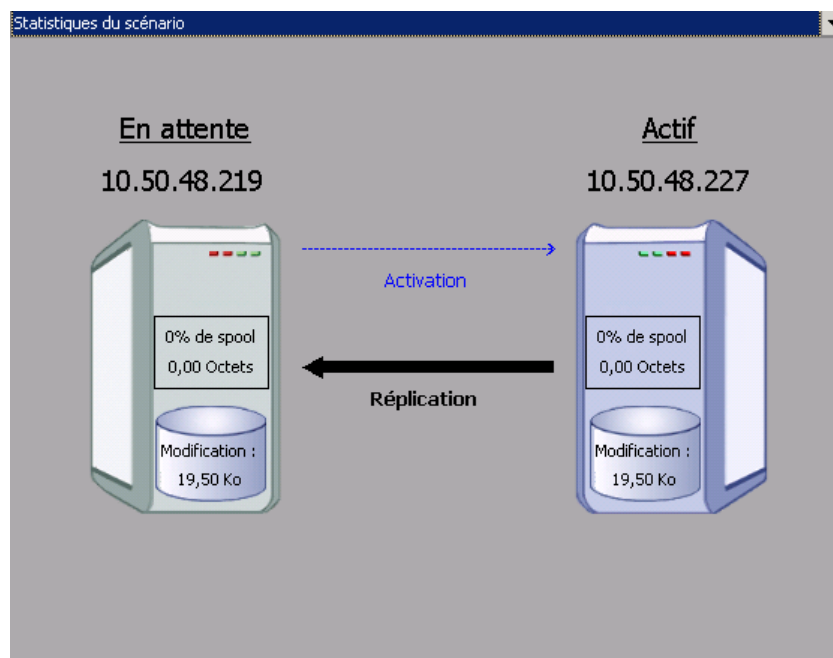 Statistiques du scénario
En attente
Actif
10.50.48.219
10.50.48.227
Activation
0% de spool
0,00 Octets
0% de spool
0,00 Octets
Réplication
Modification :
19,50 Ko
Modification :
19,50 Ko